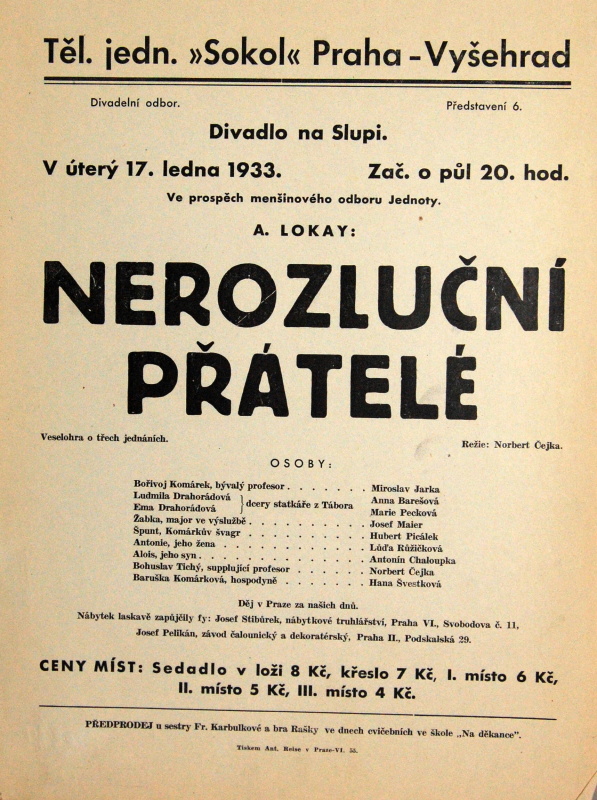 Těl. jedn. »Sokol« Praha - Vyšehrad
Divadelní odbor. Představení 6.
Divadlo na Slupi.
V úterý 17. ledna 1933. Zač. o půl 20. hod.
Ve prospěch menšinového odboru Jednoty.
A. LOKAY:
NEROZLUČNÍ
PŘÁTELÉ
Veselohra o třech jednáních. Režie: Norbert Čejka.
OSOBY:
Bořivoj Komárek, bývalý profesor . . . . . . . Miroslav Jarka
Ludmila Drahorádová } dcery statkáře z Tábora Anna Barešová
Ema Drahorádová Marie Pecková
Žabka, major ve výslužbě . . . . . . . . . Josef Maier
Špunt, Komárkův švagr . . . . . . . . . . Hubert Picálek
Antonie, jeho žena . . . . . . . . . . . Lůďa Růžičková
Alois, jeho syn . . . . . . . . . . . . . Antonín Chaloupka
Bohuslav Tichý, supplující profesor . . . . . . Norbert Čejka
Baruška Komárková, hospodyně . . . . . . . Hana Švestková
Děj v Praze za našich dnů.
Nábytek laskavě zapůjčily fy: Josef Stibůrek, nábytkové truhlářství, Praha VI., Svobodova č. 11,
Josef Pelikán, závod čalounický a dekoratérský, Praha II., Podskalská 29.
CENY MÍST: Sedadlo v loži 8 Kč, křeslo 7 Kč, I. místo 6 Kč,
II. místo 5 Kč, III. místo 4 Kč.
PŘEDPRODEJ u sestry Fr. Karbulkové a bra Rašky ve dnech cvičebních ve škole „Na děkance".
Tiskem Ant. Reise v Praze-VI. 55.